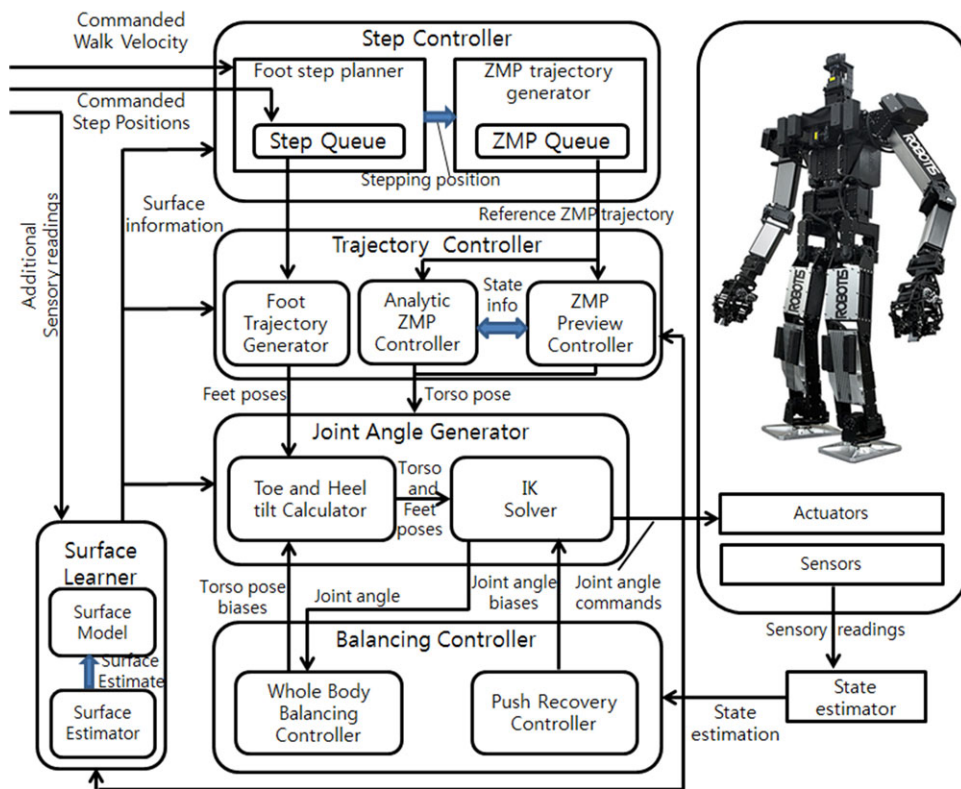 Commanded
Walk Velocity
Commanded
Step Positions
Step Controller
Foot step planner
Step Queue
ZMP trajectory
generator
ZMP Queue
Stepping position
Surface
information
Additional
Sensory readings
Reference ZMP trajectory
Trajectory Controller
Foot
Trajectory
Generator
Analytic
ZMP
Controller
State
info
ZMP
Preview
Controller
Feet poses
Torso pose
Joint Angle Generator
Toe and Heel
tilt Calculator
Torso
and
Feet
poses
IK
Solver
Torso pose
biases
Joint angle
Joint angle
biases
Joint angle
commands
Balancing Controller
Whole Body
Balancing
Controller
Push Recovery
Controller
Surface
Learner
Surface
Model
Surface
Estimate
Surface
Estimator
ROBOTIS
ROBOTIS
ROBOTIS
Actuators
Sensors
Sensory readings
State
estimator
State
estimation